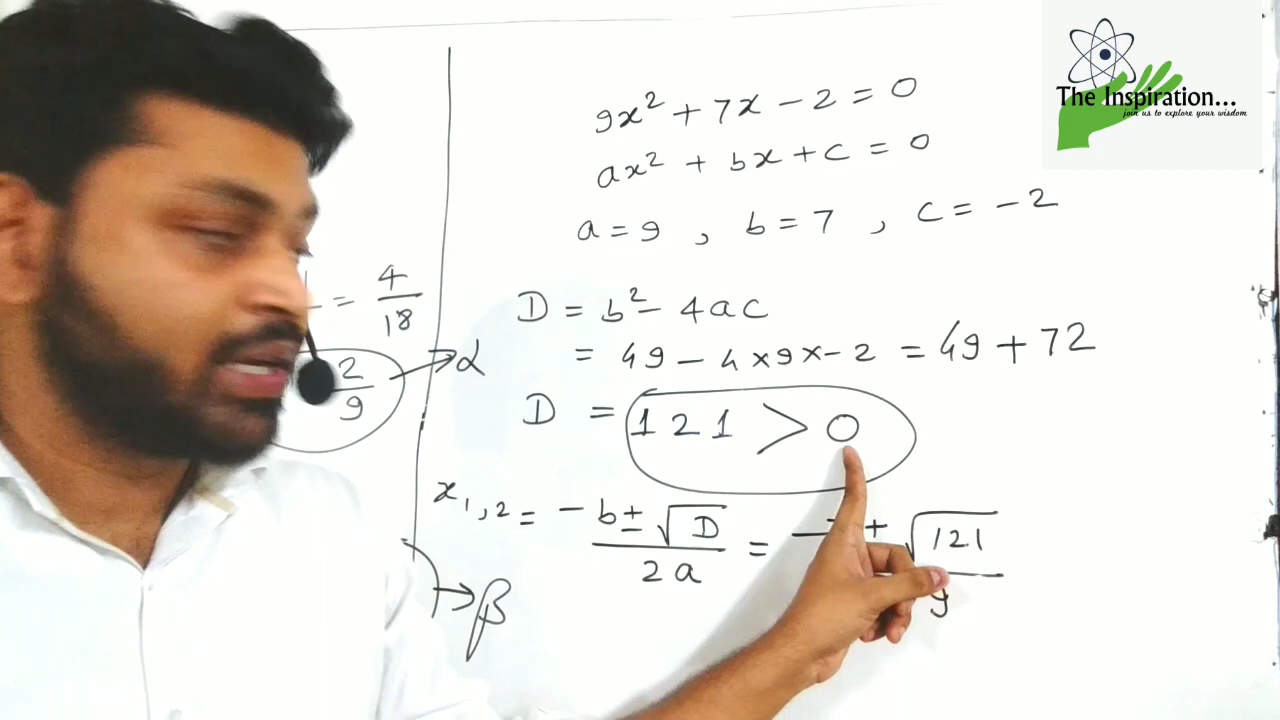 The Inspiration...
join us to explore your wisdom
9x² + 7x − 2 = 0
ax² + bx + c = 0
a = 9 , b = 7 , c = −2
= 4/18
2/9 → α
D = b² − 4ac
= 49 − 4×9×−2 = 49 + 72
D = 121 > 0
x₁,₂ = −b ± √D / 2a = − ± √121 / 9
→ β